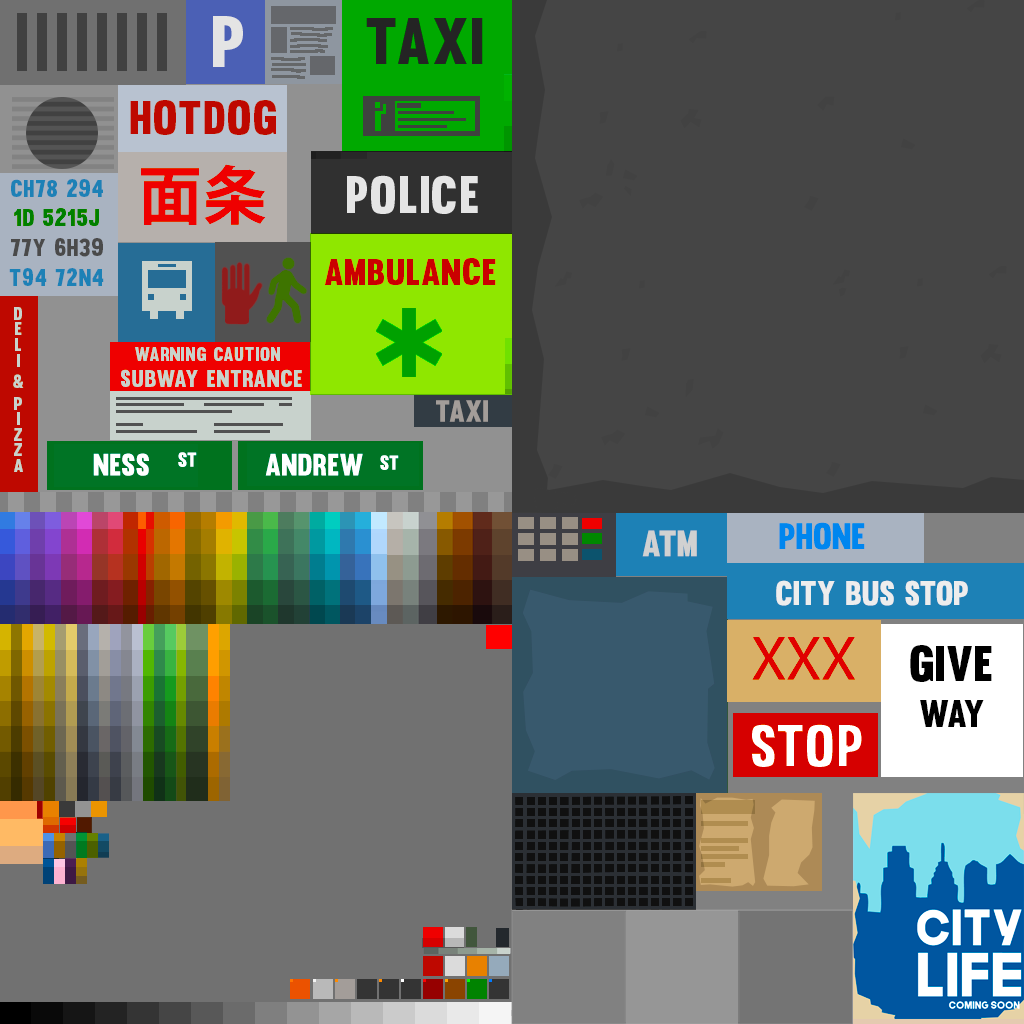 P
TAXI
HOTDOG
面条
POLICE
CH78 294
1D 5215J
77Y 6H39
T94 72N4
AMBULANCE
DELI & PIZZA
WARNING CAUTION
SUBWAY ENTRANCE
TAXI
NESS ST
ANDREW ST
ATM
PHONE
CITY BUS STOP
XXX
GIVE
WAY
STOP
CITY
LIFE
COMING SOON